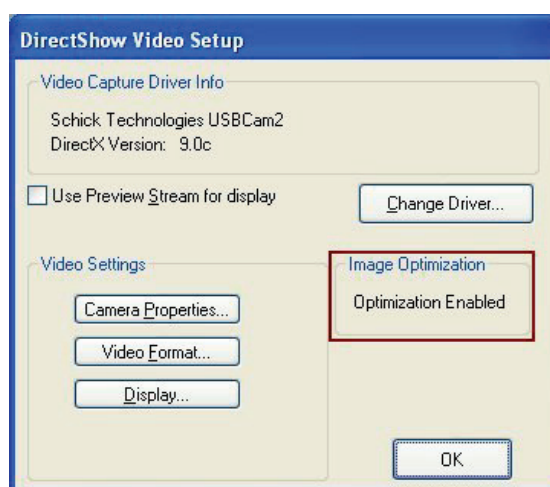 DirectShow Video Setup
Video Capture Driver Info
Schick Technologies USBCam2
DirectX Version: 9.0c
Use Preview Stream for display
Change Driver...
Video Settings
Image Optimization
Camera Properties...
Optimization Enabled
Video Format...
Display...
OK